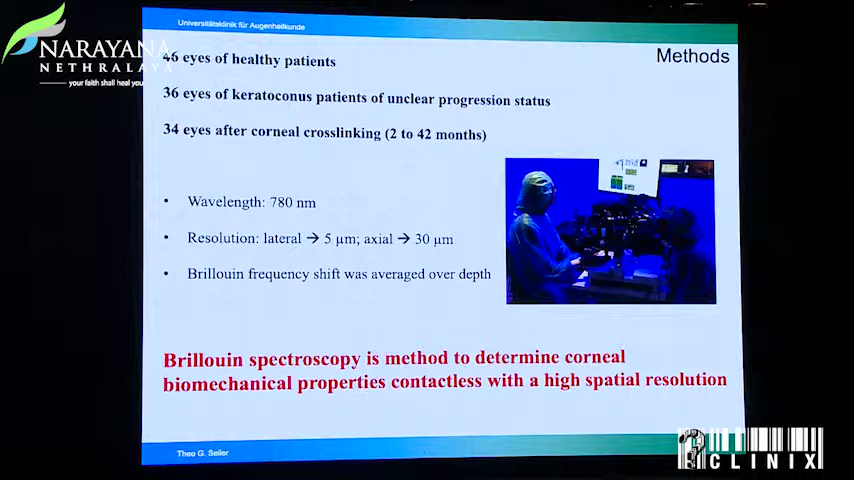 Universitätsklinik für Augenheilkunde
NARAYANA
NETHRALAYA
your faith shall heal you
Methods
46 eyes of healthy patients
36 eyes of keratoconus patients of unclear progression status
34 eyes after corneal crosslinking (2 to 42 months)
• Wavelength: 780 nm
• Resolution: lateral → 5 µm; axial → 30 µm
• Brillouin frequency shift was averaged over depth
Brillouin spectroscopy is method to determine corneal
biomechanical properties contactless with a high spatial resolution
Theo G. Seiler
CLINIX